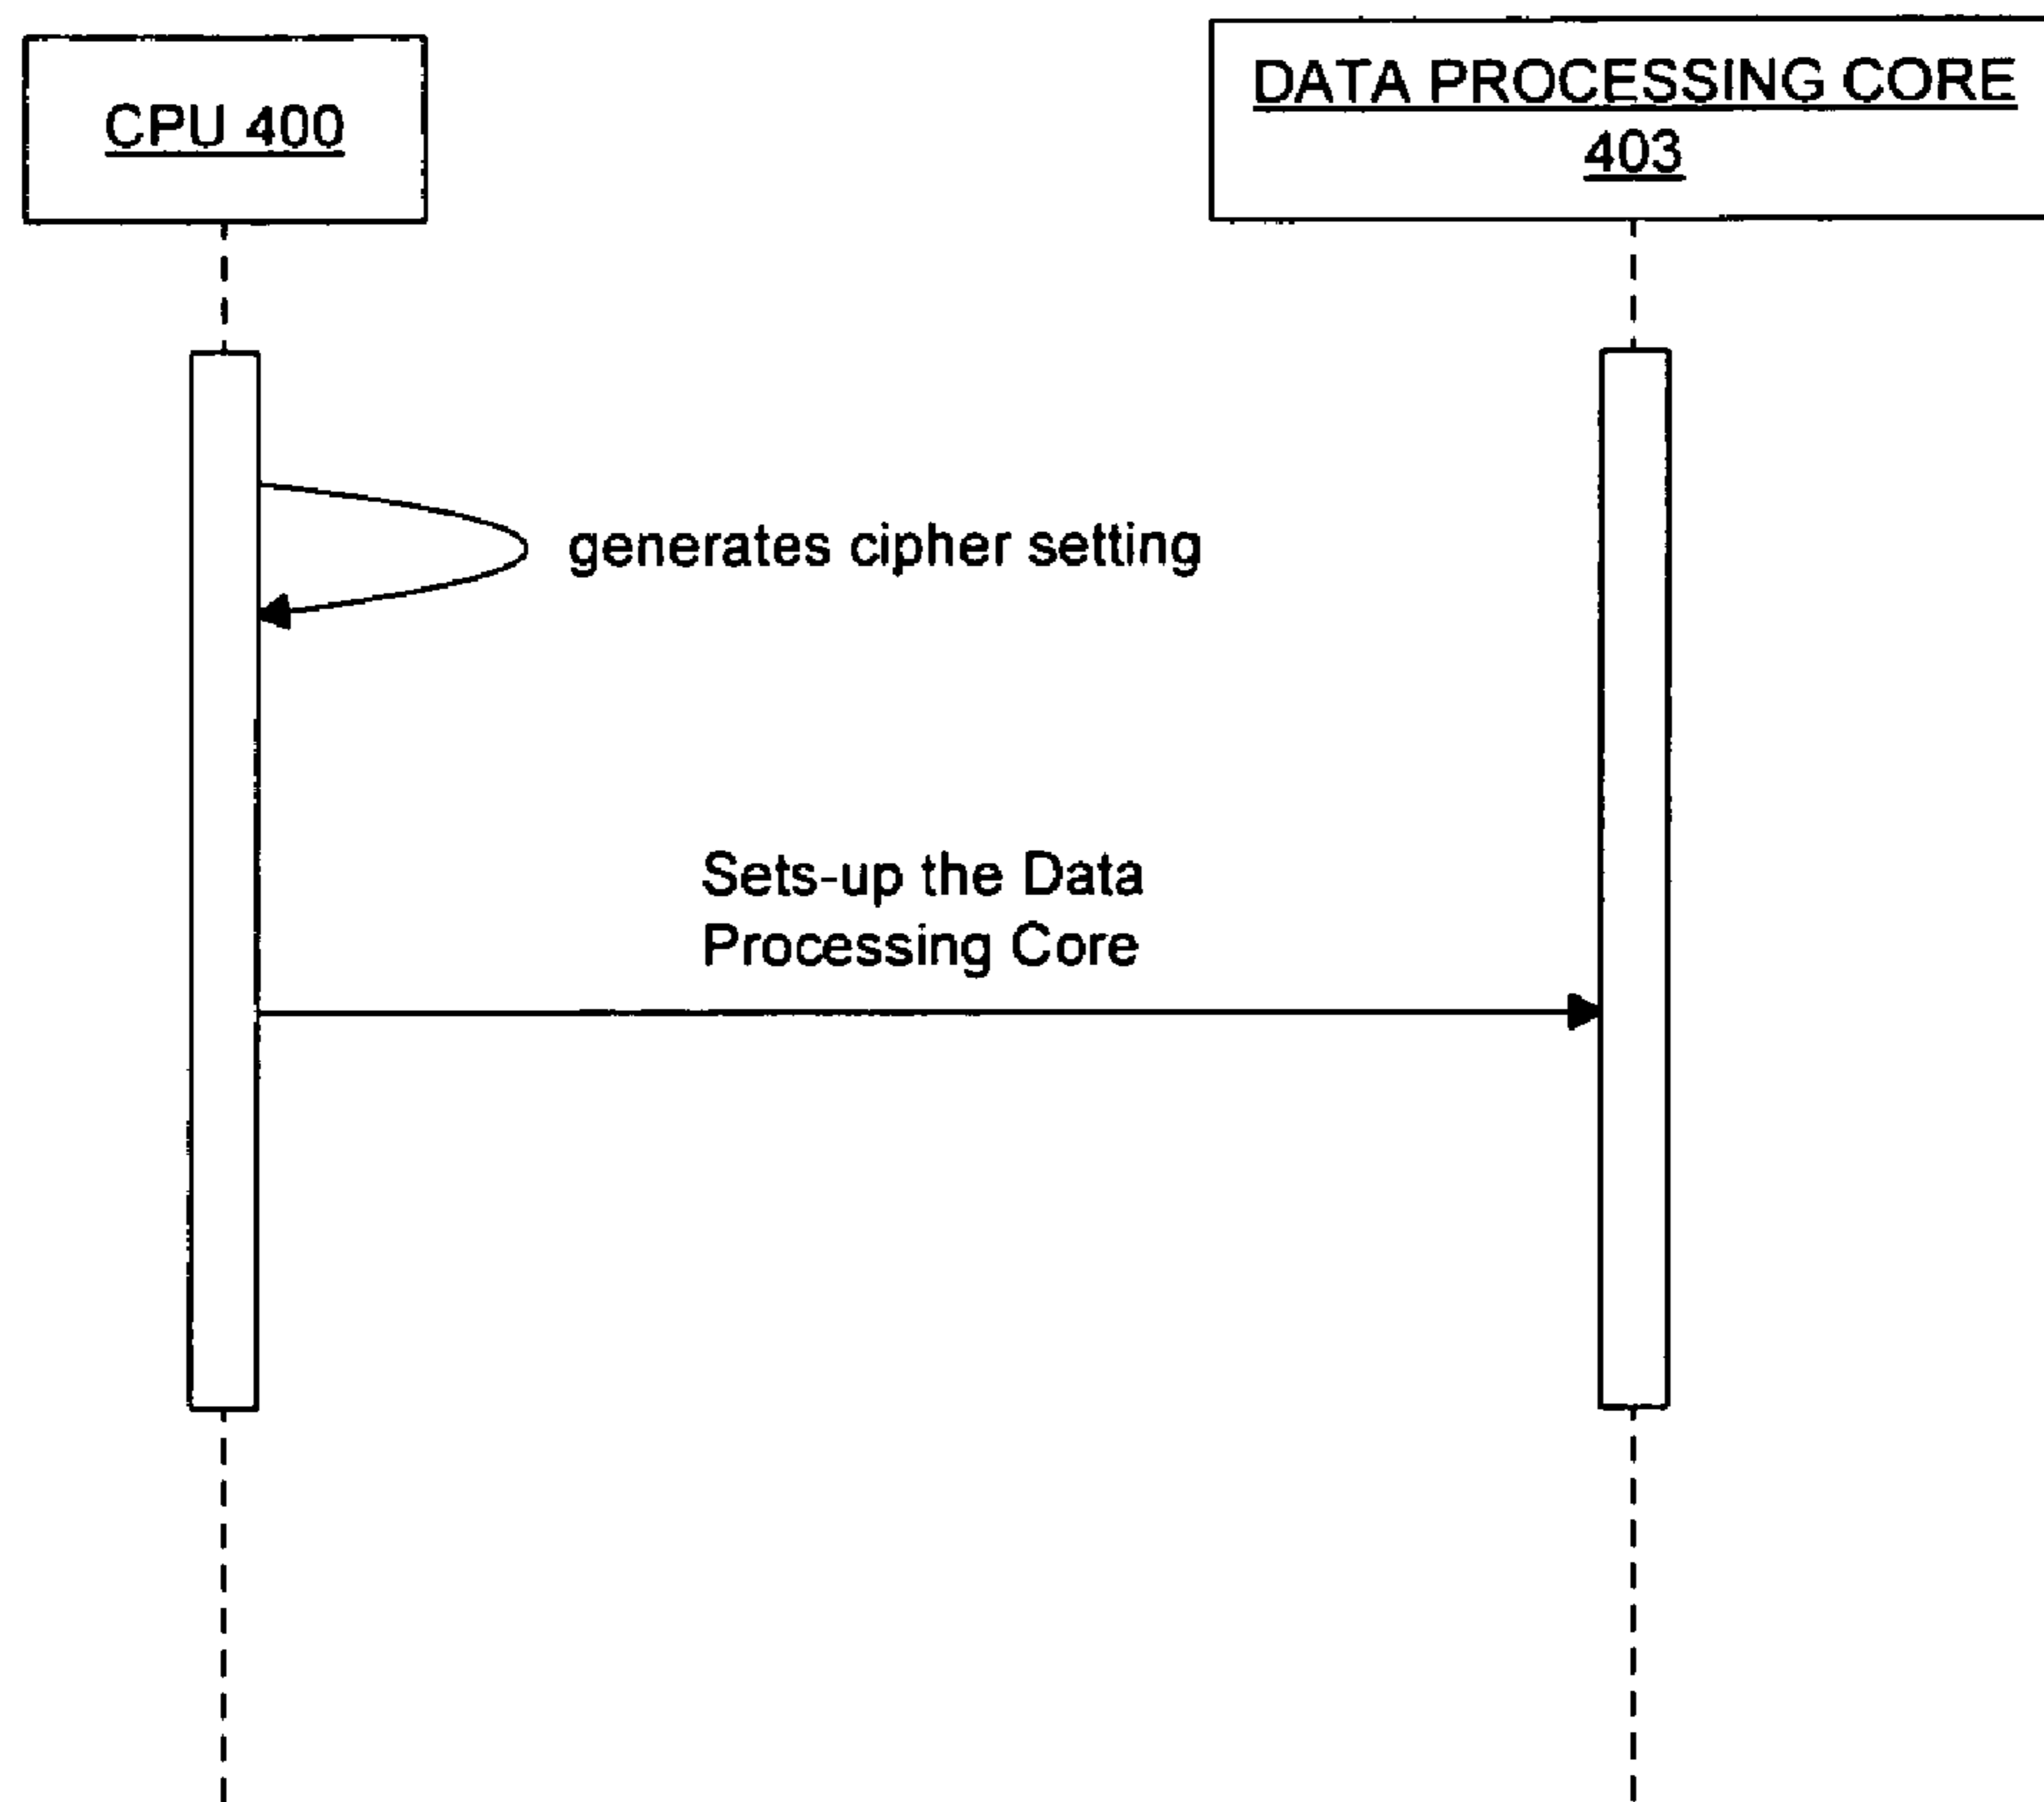 CPU 400
DATA PROCESSING CORE
403
generates cipher setting
Sets-up the Data
Processing Core